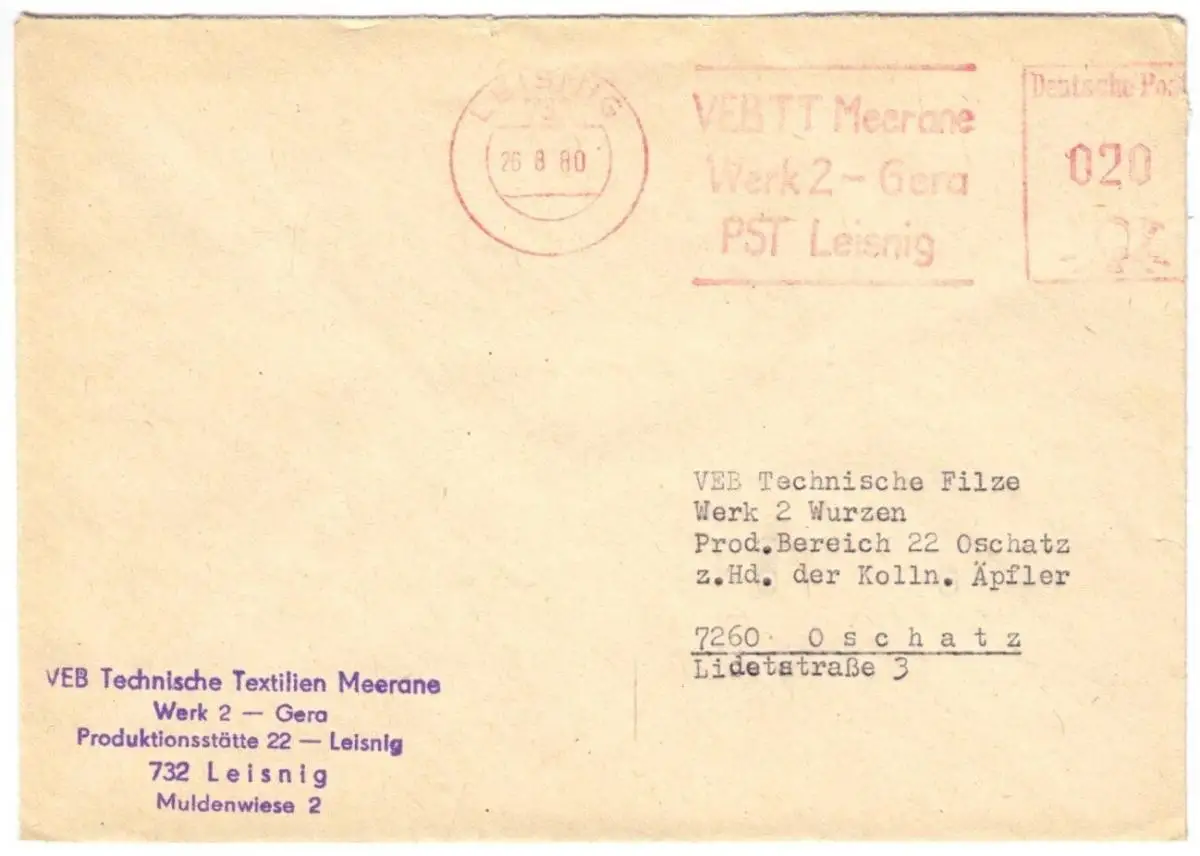 LEISNIG
26 8 80
VEB TT Meerane
Werk 2 - Gera
PST Leisnig
Deutsche Post
020
VEB Technische Filze
Werk 2 Wurzen
Prod.Bereich 22 Oschatz
z.Hd. der Kolln. Äpfler
7260 O s c h a t z
Lidetstraße 3
VEB Technische Textilien Meerane
Werk 2 — Gera
Produktionsstätte 22 — Leisnig
732 Leisnig
Muldenwiese 2